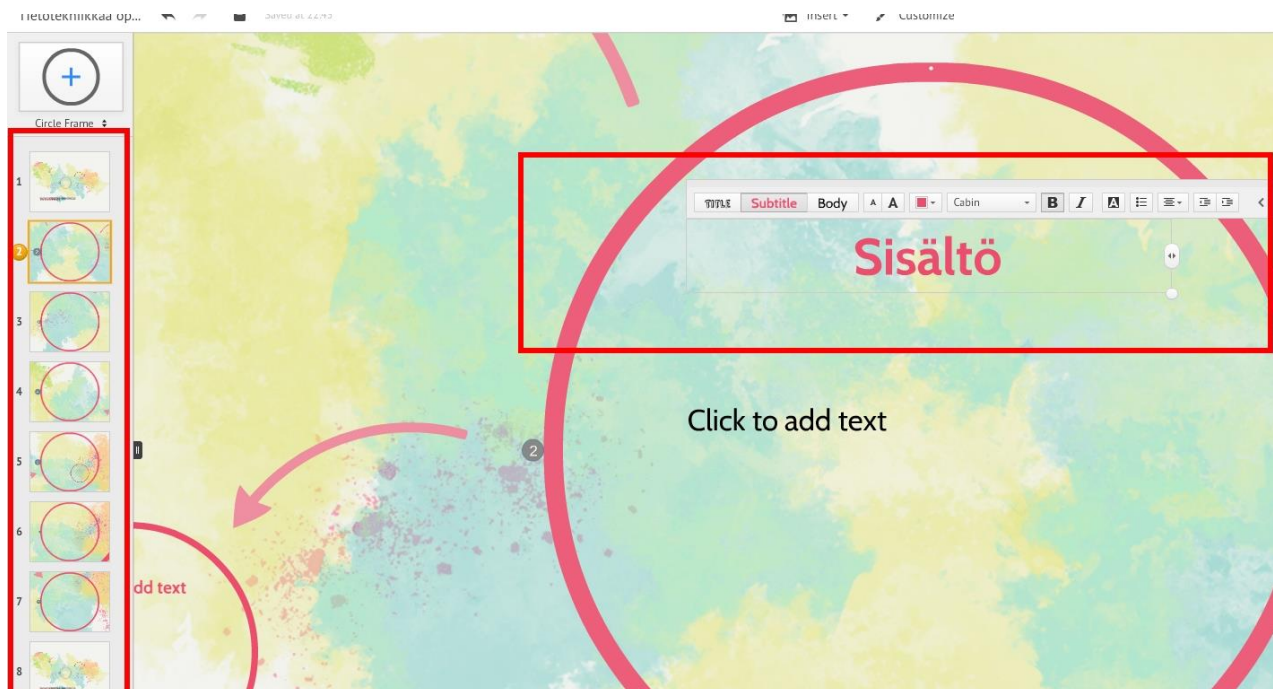 Tietotekniikkaa op... Saved at 22:45 Insert Customize
Circle Frame
TITLE Subtitle Body A A Cabin B I A
Sisältö
1
2
3
4
5
6
7
8
Click to add text
2
dd text